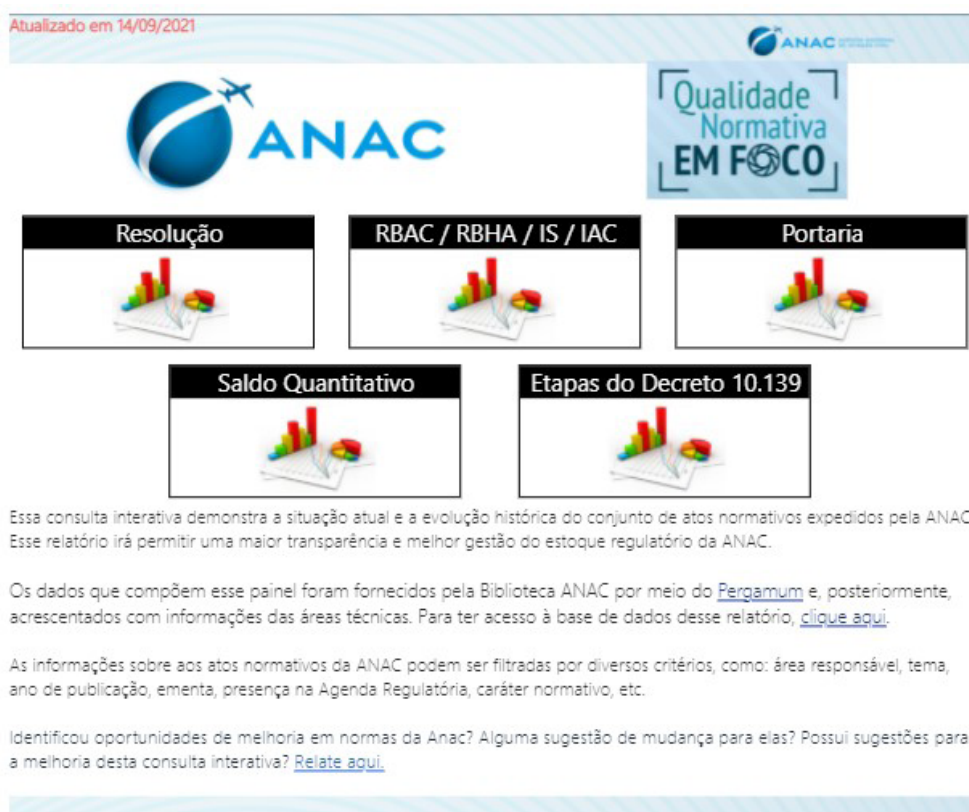 Atualizado em 14/09/2021
ANAC
ANAC
Qualidade
Normativa
EM FOCO
Resolução
RBAC / RBHA / IS / IAC
Portaria
Saldo Quantitativo
Etapas do Decreto 10.139
Essa consulta interativa demonstra a situação atual e a evolução histórica do conjunto de atos normativos expedidos pela ANAC
Esse relatório irá permitir uma maior transparência e melhor gestão do estoque regulatório da ANAC.
Os dados que compõem esse painel foram fornecidos pela Biblioteca ANAC por meio do Pergamum e, posteriormente,
acrescentados com informações das áreas técnicas. Para ter acesso à base de dados desse relatório, clique aqui.
As informações sobre aos atos normativos da ANAC podem ser filtradas por diversos critérios, como: área responsável, tema,
ano de publicação, ementa, presença na Agenda Regulatória, caráter normativo, etc.
Identificou oportunidades de melhoria em normas da Anac? Alguma sugestão de mudança para elas? Possui sugestões para
a melhoria desta consulta interativa? Relate aqui.